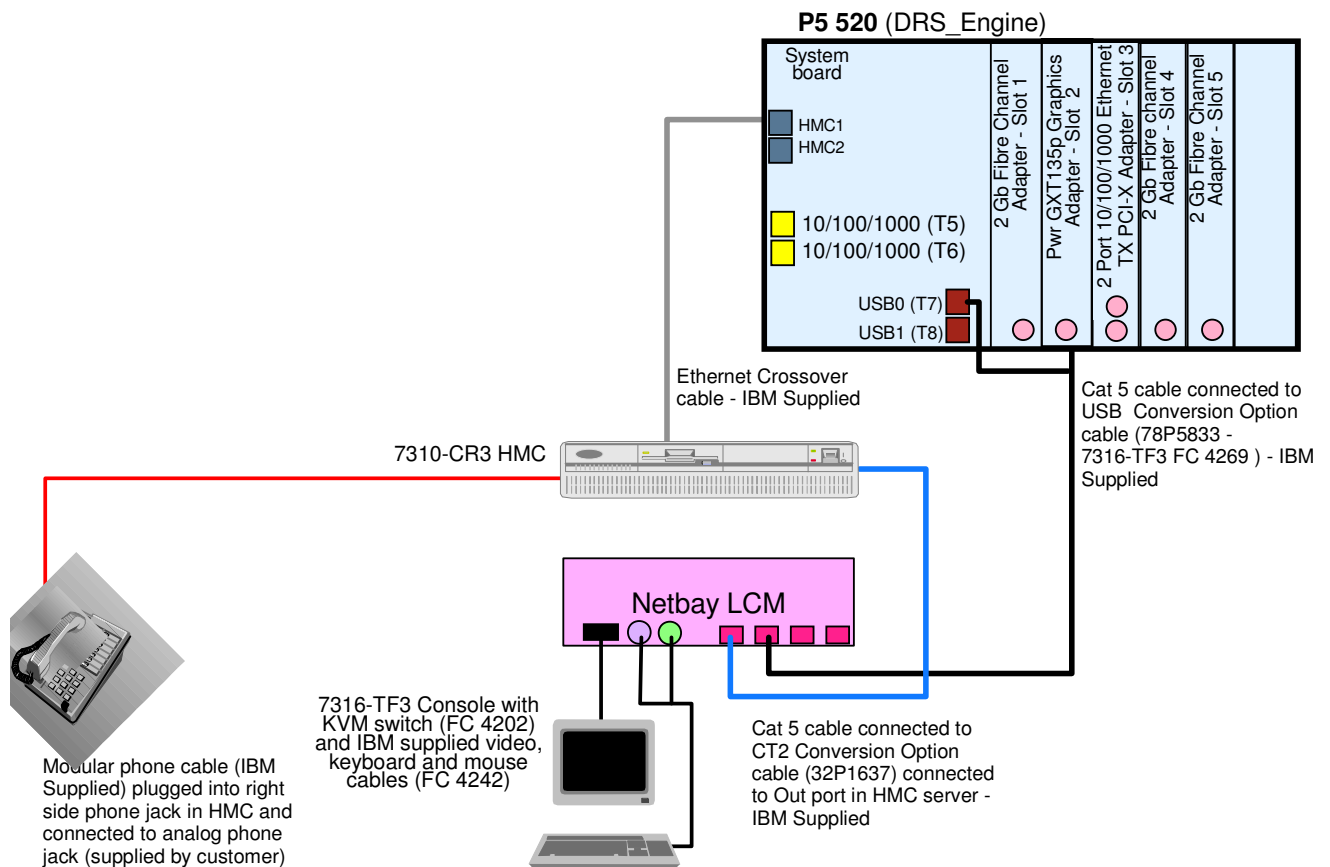 P5 520 (DRS_Engine)
System
board
HMC1
HMC2
10/100/1000 (T5)
10/100/1000 (T6)
USB0 (T7)
USB1 (T8)
2 Gb Fibre Channel
Adapter - Slot 1
Pwr GXT135p Graphics
Adapter - Slot 2
2 Port 10/100/1000 Ethernet
TX PCI-X Adapter - Slot 3
2 Gb Fibre channel
Adapter - Slot 4
2 Gb Fibre Channel
Adapter - Slot 5
Ethernet Crossover
cable - IBM Supplied
Cat 5 cable connected to
USB Conversion Option
cable (78P5833 -
7316-TF3 FC 4269 ) - IBM
Supplied
7310-CR3 HMC
Netbay LCM
7316-TF3 Console with
KVM switch (FC 4202)
and IBM supplied video,
keyboard and mouse
cables (FC 4242)
Cat 5 cable connected to
CT2 Conversion Option
cable (32P1637) connected
to Out port in HMC server -
IBM Supplied
Modular phone cable (IBM
Supplied) plugged into right
side phone jack in HMC and
connected to analog phone
jack (supplied by customer)